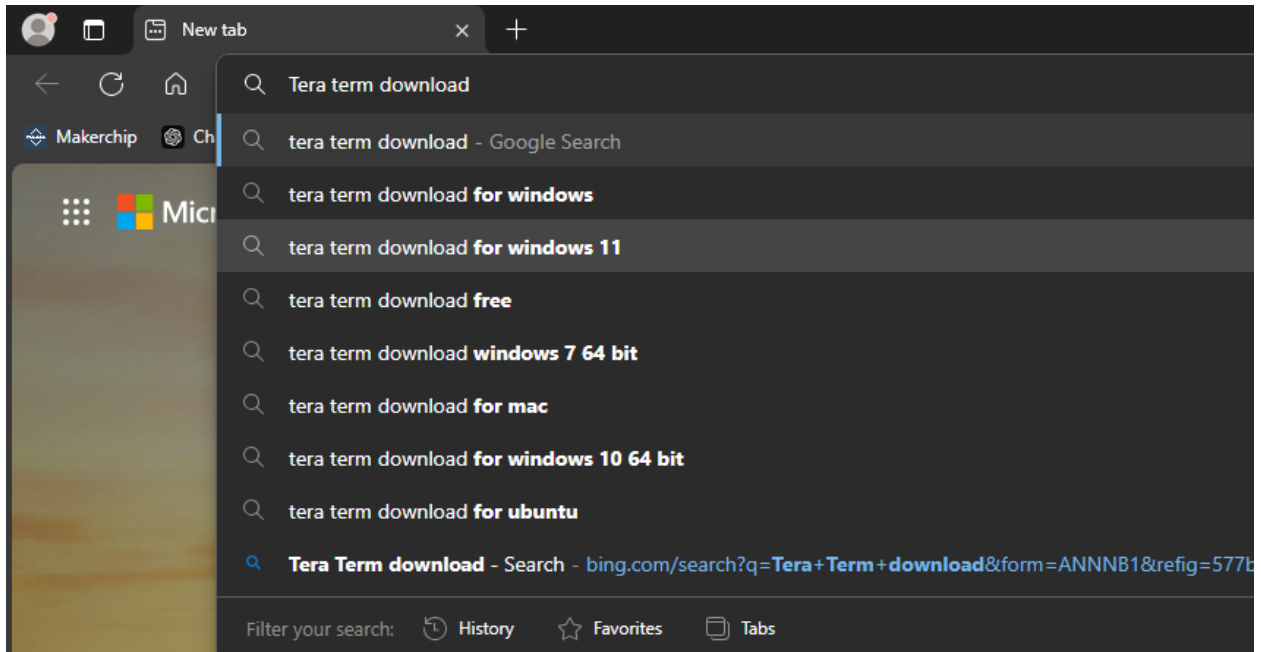 New tab
Tera term download
Makerchip Ch
tera term download - Google Search
tera term download for windows
Micr
tera term download for windows 11
tera term download free
tera term download windows 7 64 bit
tera term download for mac
tera term download for windows 10 64 bit
tera term download for ubuntu
Tera Term download - Search - bing.com/search?q=Tera+Term+download&form=ANNNB1&refig=577b
Filter your search: History Favorites Tabs